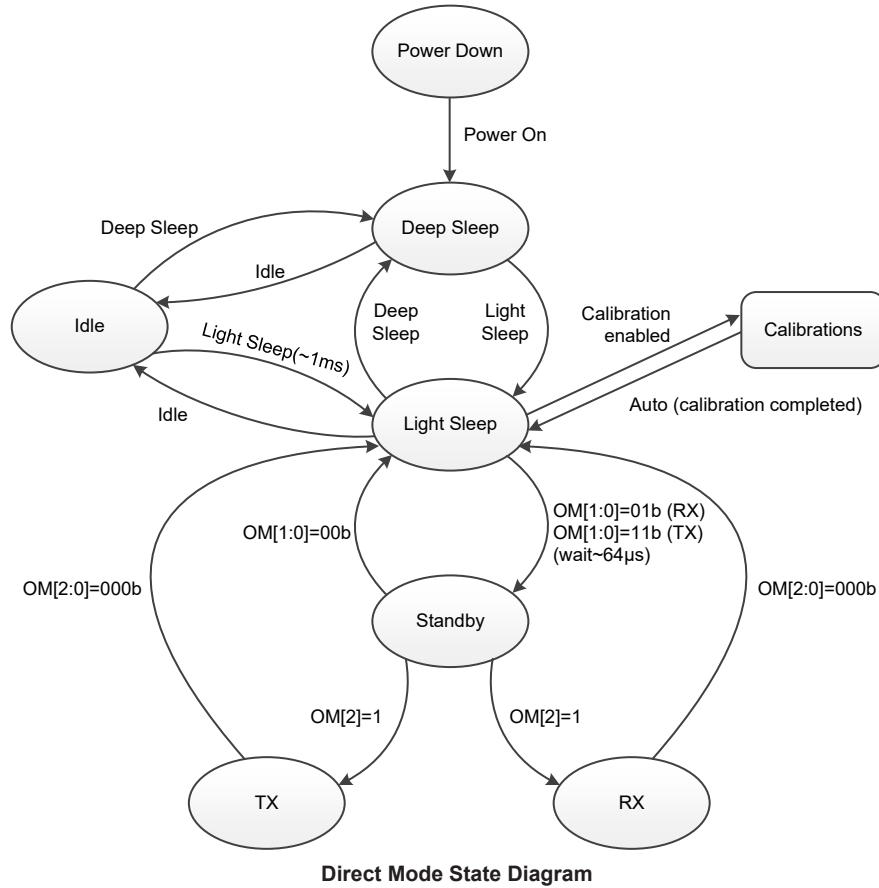 Power Down
Power On
Deep Sleep
Deep Sleep
Idle
Idle
Deep
Sleep
Light
Sleep
Calibration
enabled
Calibrations
Light Sleep(~1ms)
Idle
Auto (calibration completed)
Light Sleep
OM[1:0]=00b
OM[1:0]=01b (RX)
OM[1:0]=11b (TX)
(wait~64μs)
OM[2:0]=000b
OM[2:0]=000b
Standby
OM[2]=1
OM[2]=1
TX
RX
Direct Mode State Diagram